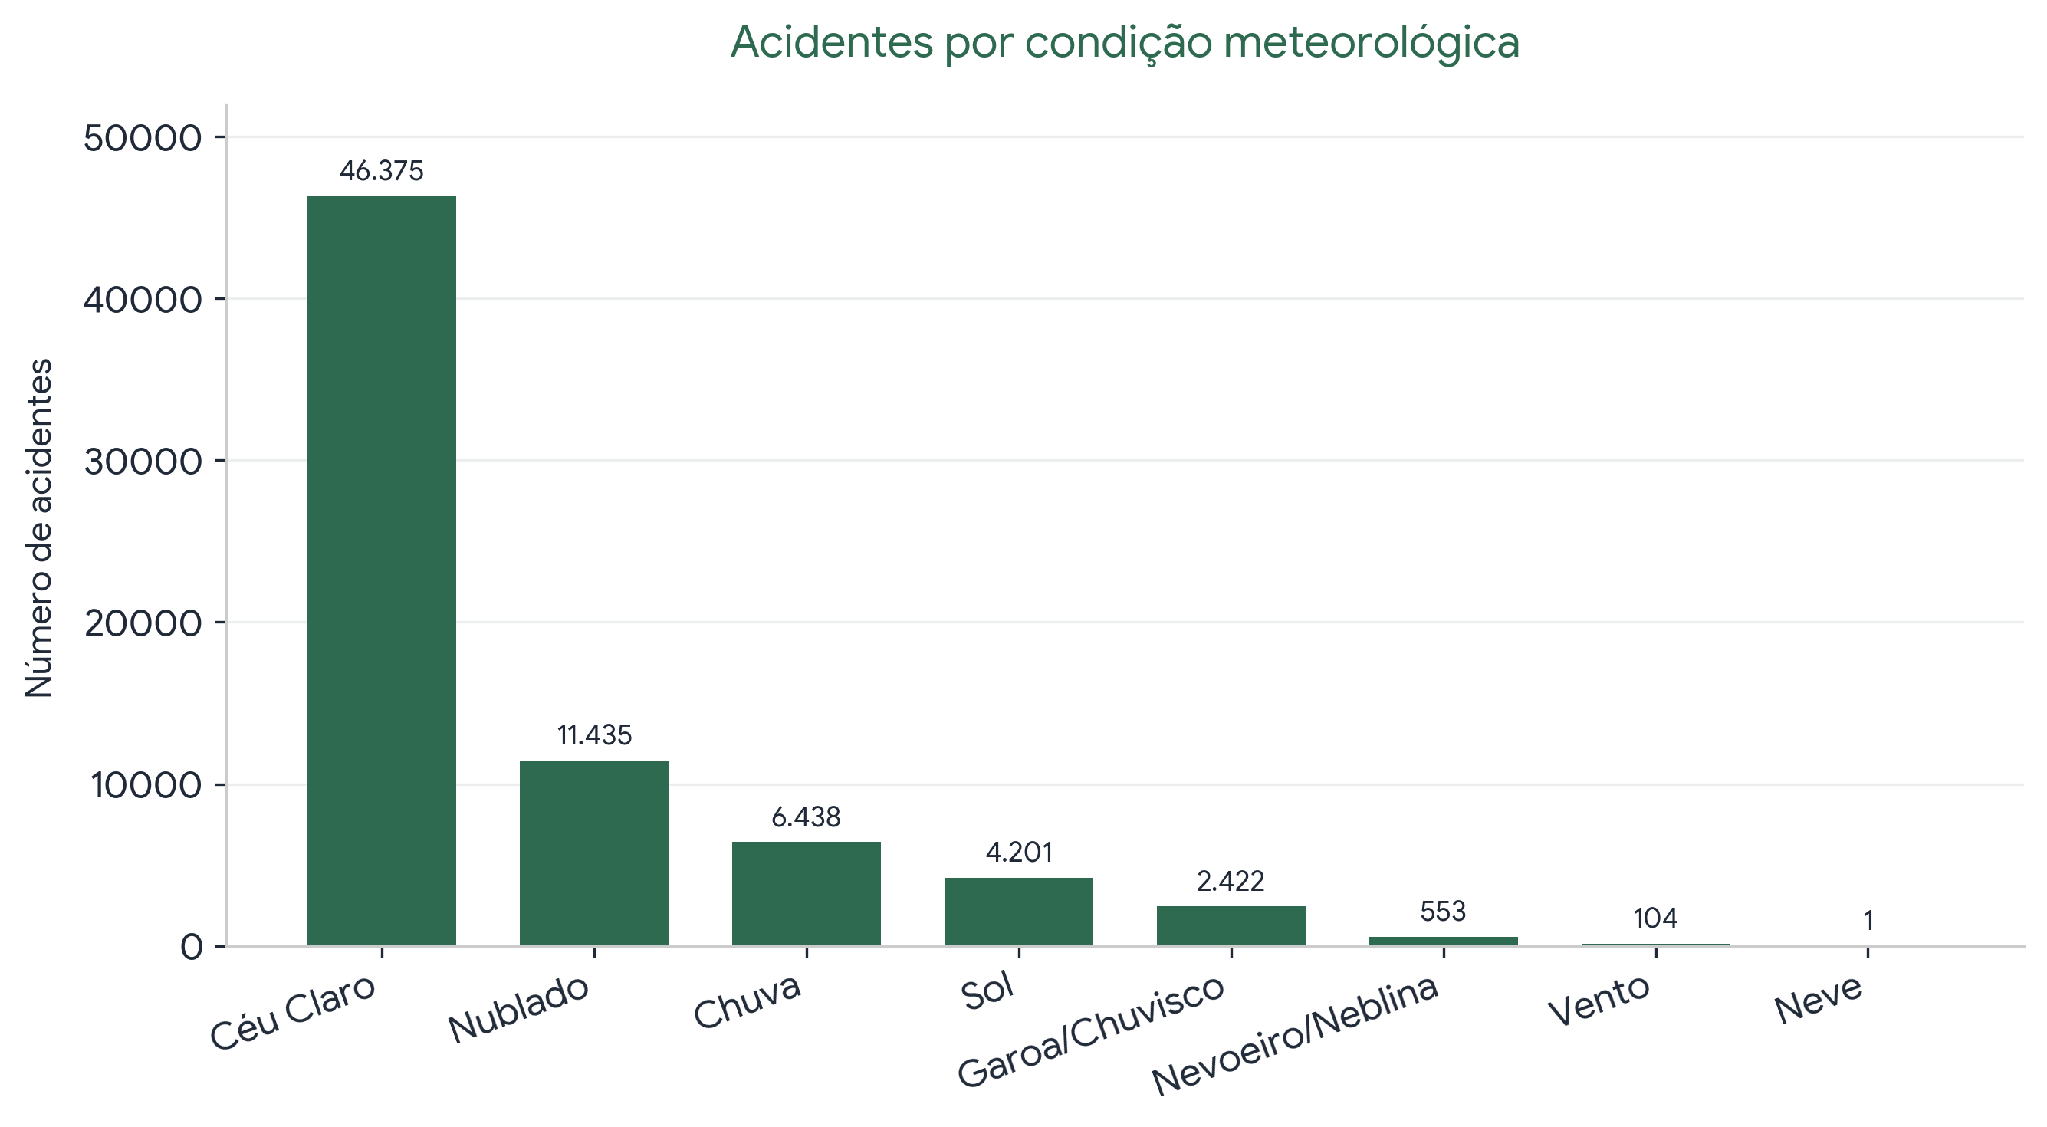 Acidentes por condição meteorológica
Número de acidentes
50000
40000
30000
20000
10000
0
46.375
11.435
6.438
4.201
2.422
553
104
1
Céu Claro
Nublado
Chuva
Sol
Garoa/Chuvisco
Nevoeiro/Neblina
Vento
Neve